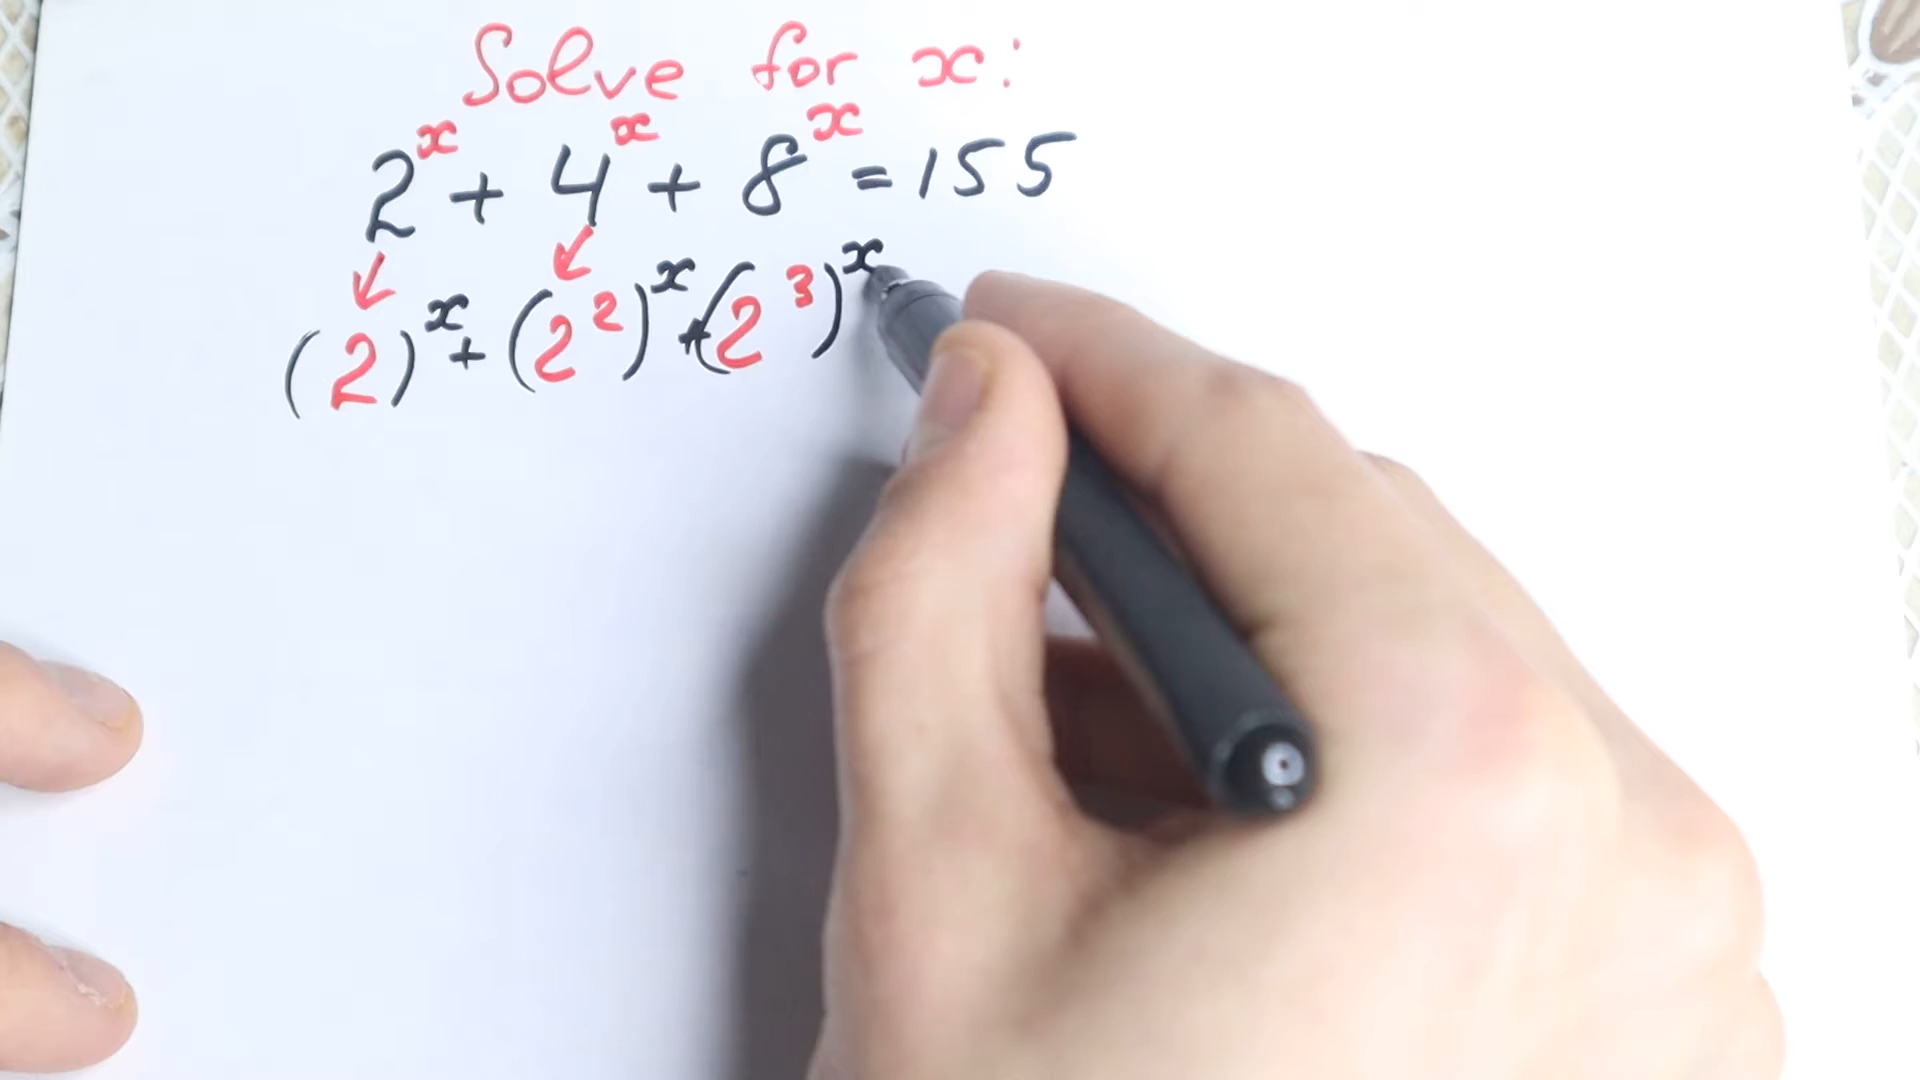 Solve for x:
2^x + 4^x + 8^x = 155
(2)^x + (2^2)^x + (2^3)^x